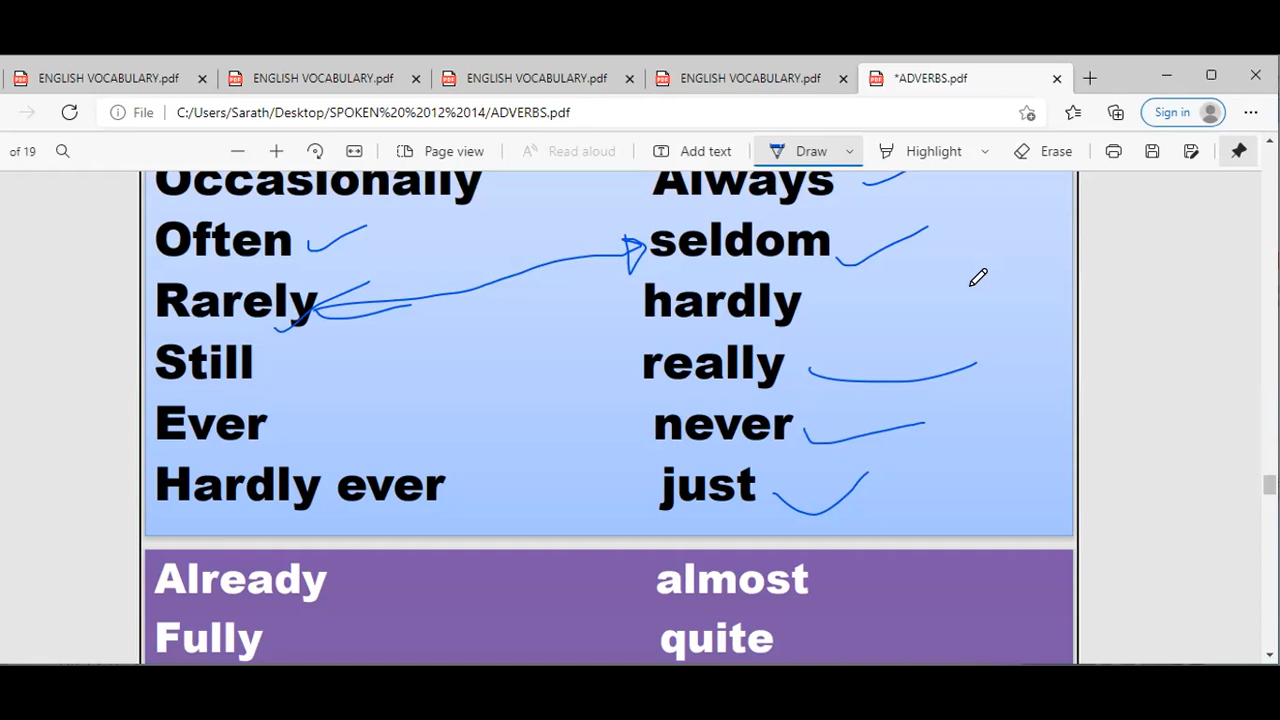 ENGLISH VOCABULARY.pdf ENGLISH VOCABULARY.pdf ENGLISH VOCABULARY.pdf ENGLISH VOCABULARY.pdf *ADVERBS.pdf
File C:/Users/Sarath/Desktop/SPOKEN%20%2012%2014/ADVERBS.pdf Sign in
of 19 Page view Read aloud Add text Draw Highlight Erase
Occasionally Always
Often seldom
Rarely hardly
Still really
Ever never
Hardly ever just
Already almost
Fully quite